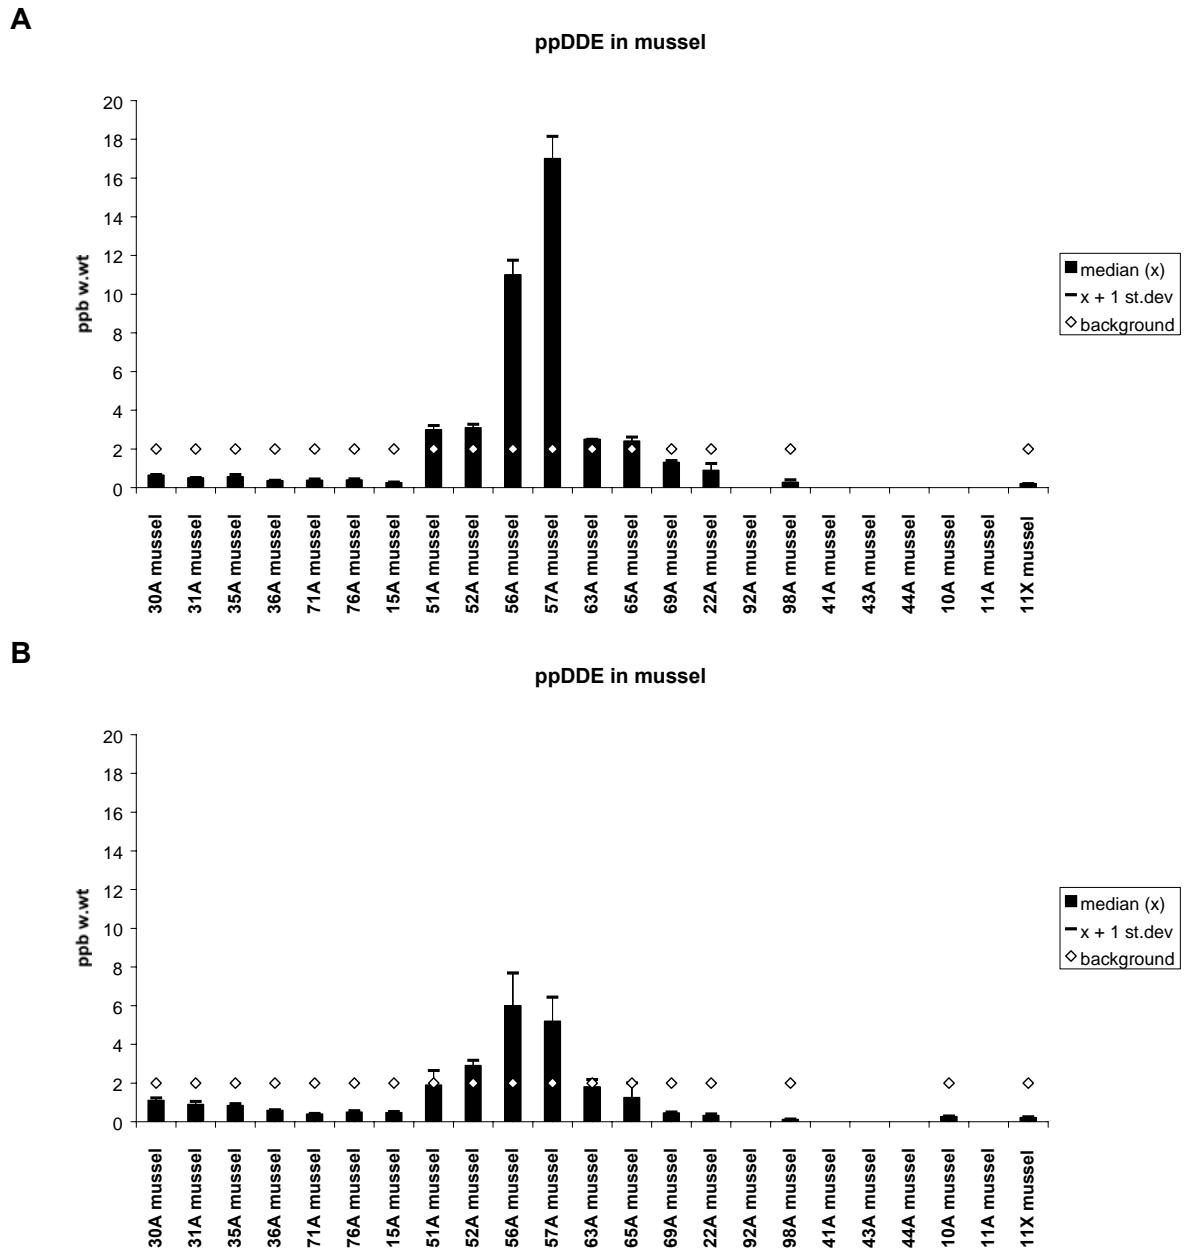 A
ppDDE in mussel
20
18
16
14
12
10
8
6
4
2
0
ppb w.wt
30A mussel
31A mussel
35A mussel
36A mussel
71A mussel
76A mussel
15A mussel
51A mussel
52A mussel
56A mussel
57A mussel
63A mussel
65A mussel
69A mussel
22A mussel
92A mussel
98A mussel
41A mussel
43A mussel
44A mussel
10A mussel
11A mussel
11X mussel
median (x)
x + 1 st.dev
background
B
ppDDE in mussel
20
18
16
14
12
10
8
6
4
2
0
ppb w.wt
30A mussel
31A mussel
35A mussel
36A mussel
71A mussel
76A mussel
15A mussel
51A mussel
52A mussel
56A mussel
57A mussel
63A mussel
65A mussel
69A mussel
22A mussel
92A mussel
98A mussel
41A mussel
43A mussel
44A mussel
10A mussel
11A mussel
11X mussel
median (x)
x + 1 st.dev
background